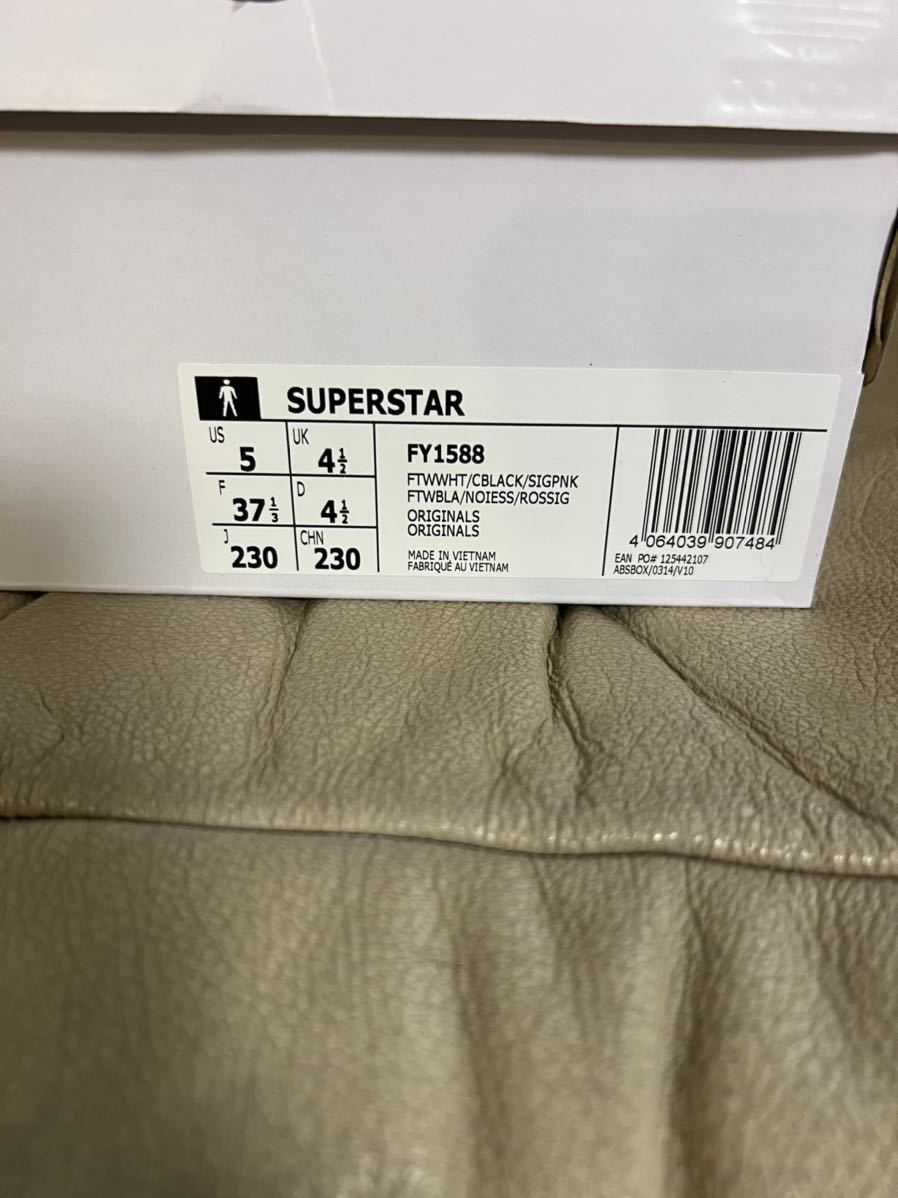 SUPERSTAR
US 5 UK 4½
F 37⅓ D 4½
J 230 CHN 230
FY1588
FTWWHT/CBLACK/SIGPNK
FTWBLA/NOIESS/ROSSIG
ORIGINALS
ORIGINALS
MADE IN VIETNAM
FABRIQUÉ AU VIETNAM
4 064039 907484
EAN PO# 125442107
ABSBOX/0314/V10